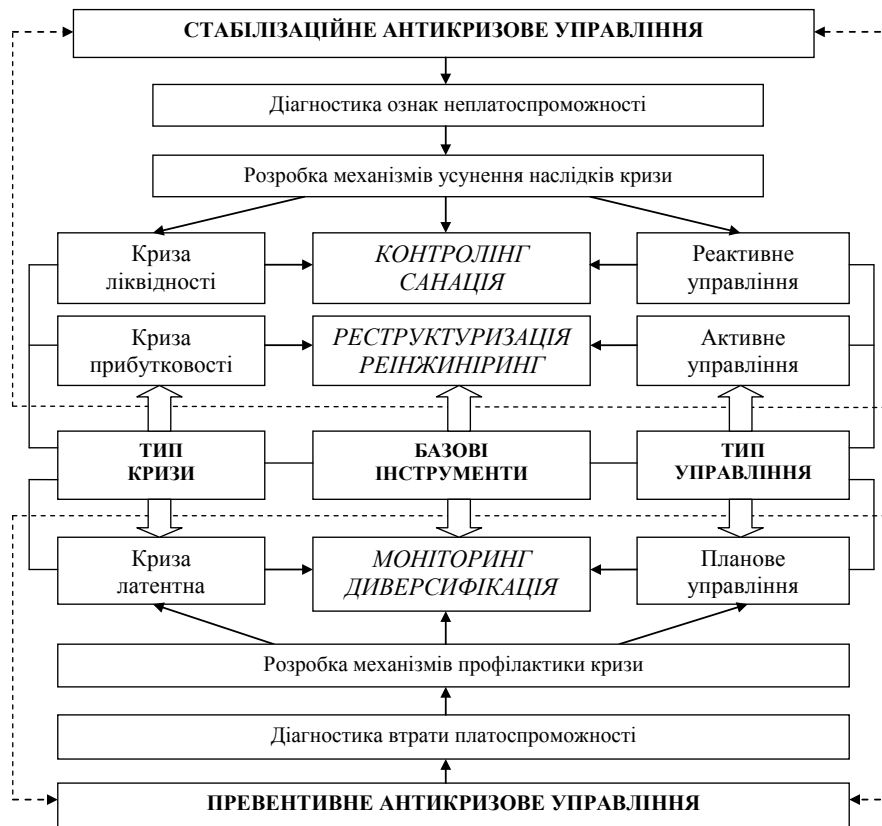 СТАБІЛІЗАЦІЙНЕ АНТИКРИЗОВЕ УПРАВЛІННЯ
Діагностика ознак неплатоспроможності
Розробка механізмів усунення наслідків кризи
Криза
ліквідності
КОНТРОЛІНГ
САНАЦІЯ
Реактивне
управління
Криза
прибутковості
РЕСТРУКТУРИЗАЦІЯ
РЕІНЖИНІРИНГ
Активне
управління
ТИП
КРИЗИ
БАЗОВІ
ІНСТРУМЕНТИ
ТИП
УПРАВЛІННЯ
Криза
латентна
МОНІТОРИНГ
ДИВЕРСИФІКАЦІЯ
Планове
управління
Розробка механізмів профілактики кризи
Діагностика втрати платоспроможності
ПРЕВЕНТИВНЕ АНТИКРИЗОВЕ УПРАВЛІННЯ